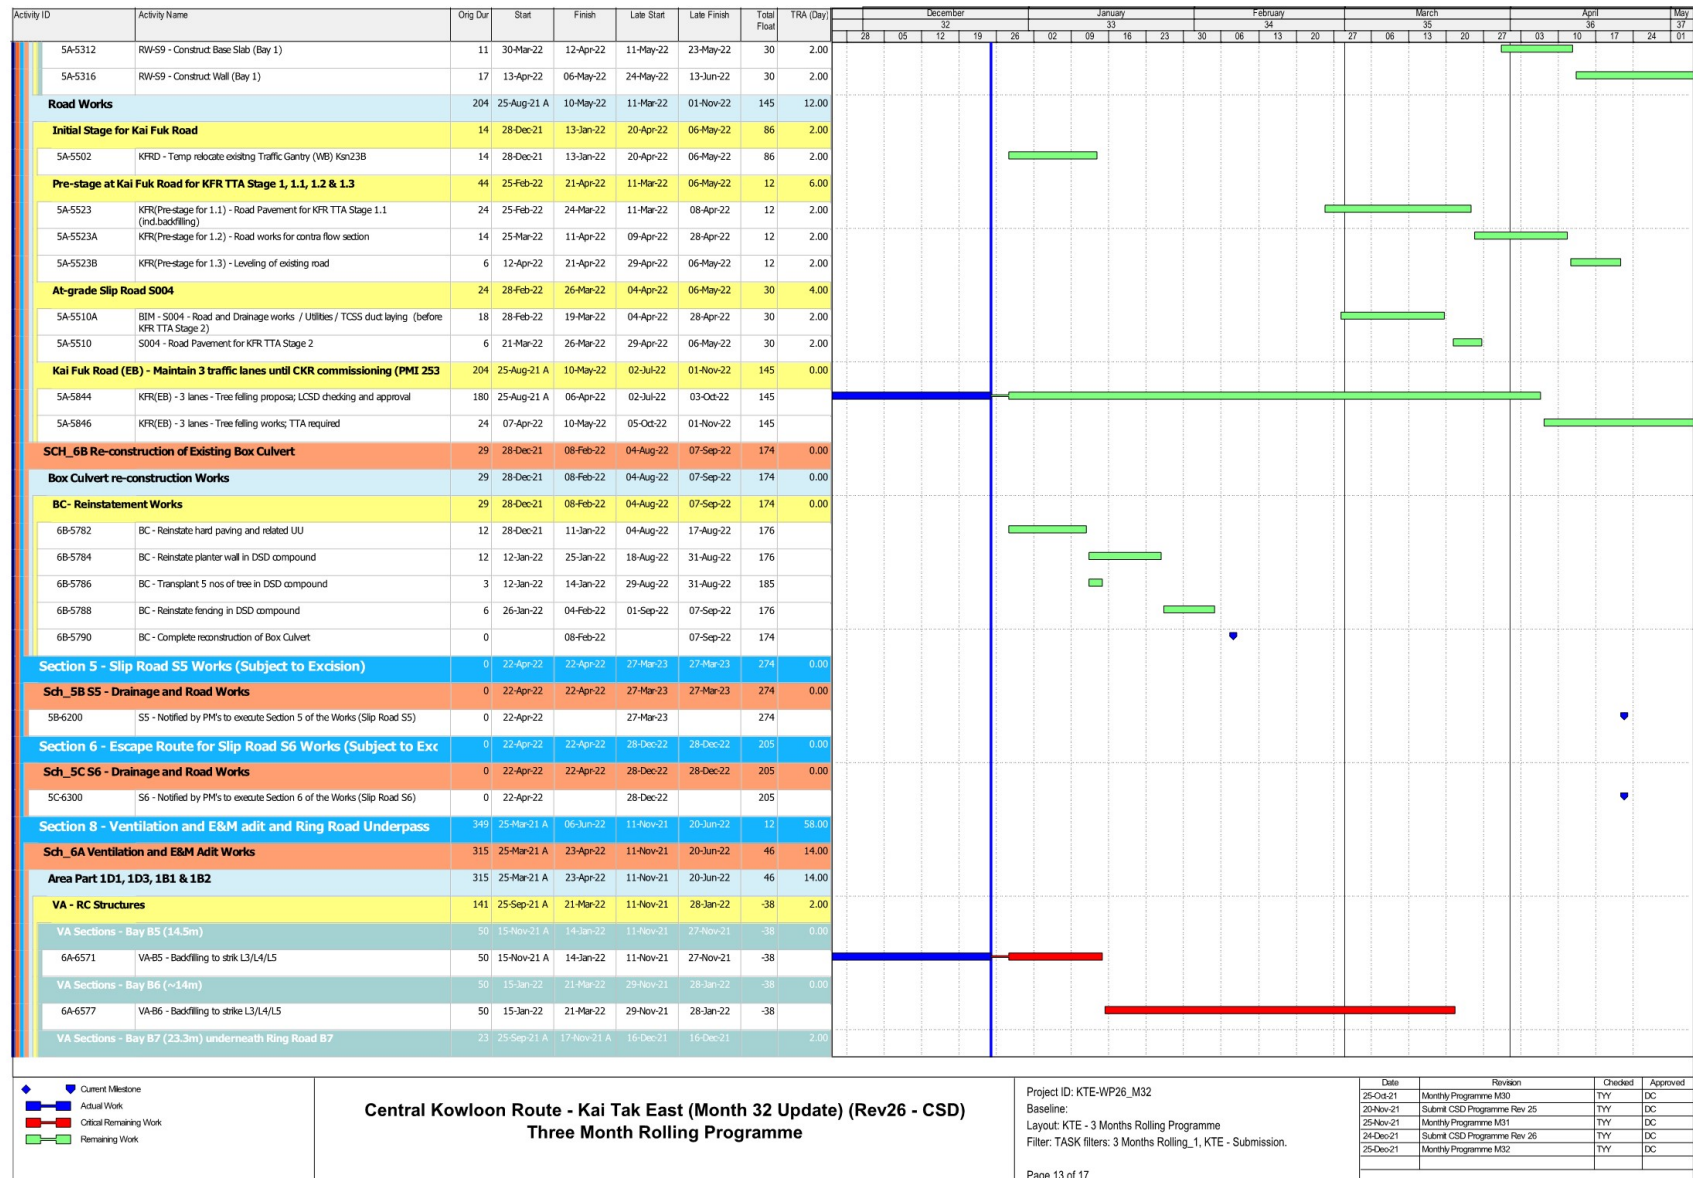 Activity ID Activity Name Orig Dur Start Finish Late Start Late Finish Total Float TRA (Day) December January February March April May
32 33 34 35 36 37
28 05 12 19 26 02 09 16 23 30 06 13 20 27 06 13 20 27 03 10 17 24 01
5A-5312 RW-S9 - Construct Base Slab (Bay 1) 11 30-Mar-22 12-Apr-22 11-May-22 23-May-22 30 2.00
5A-5316 RW-S9 - Construct Wall (Bay 1) 17 13-Apr-22 06-May-22 24-May-22 13-Jun-22 30 2.00
Road Works 204 25-Aug-21 A 10-May-22 11-Mar-22 01-Nov-22 145 12.00
Initial Stage for Kai Fuk Road 14 28-Dec-21 13-Jan-22 20-Apr-22 06-May-22 86 2.00
5A-5502 KFRD - Temp relocate exisitng Traffic Gantry (WB) Ksn23B 14 28-Dec-21 13-Jan-22 20-Apr-22 06-May-22 86 2.00
Pre-stage at Kai Fuk Road for KFR TTA Stage 1, 1.1, 1.2 & 1.3 44 25-Feb-22 21-Apr-22 11-Mar-22 06-May-22 12 6.00
5A-5523 KFR(Pre-stage for 1.1) - Road Pavement for KFR TTA Stage 1.1 24 25-Feb-22 24-Mar-22 11-Mar-22 08-Apr-22 12 2.00
(ind.backfilling)
5A-5523A KFR(Pre-stage for 1.2) - Road works for contra flow section 14 25-Mar-22 11-Apr-22 09-Apr-22 28-Apr-22 12 2.00
5A-5523B KFR(Pre-stage for 1.3) - Leveling of existing road 6 12-Apr-22 21-Apr-22 29-Apr-22 06-May-22 12 2.00
At-grade Slip Road S004 24 28-Feb-22 26-Mar-22 04-Apr-22 06-May-22 30 4.00
5A-5510A BIM - S004 - Road and Drainage works / Utilities / TCSS duct laying (before 18 28-Feb-22 19-Mar-22 04-Apr-22 28-Apr-22 30 2.00
KFR TTA Stage 2)
5A-5510 S004 - Road Pavement for KFR TTA Stage 2 6 21-Mar-22 26-Mar-22 29-Apr-22 06-May-22 30 2.00
Kai Fuk Road (EB) - Maintain 3 traffic lanes until CKR commissioning (PMI 253 204 25-Aug-21 A 10-May-22 02-Jul-22 01-Nov-22 145 0.00
5A-5844 KFR(EB) - 3 lanes - Tree felling proposa; LCSD checking and approval 180 25-Aug-21 A 06-Apr-22 02-Jul-22 03-Oct-22 145
5A-5846 KFR(EB) - 3 lanes - Tree felling works; TTA required 24 07-Apr-22 10-May-22 05-Oct-22 01-Nov-22 145
SCH_6B Re-construction of Existing Box Culvert 29 28-Dec-21 08-Feb-22 04-Aug-22 07-Sep-22 174 0.00
Box Culvert re-construction Works 29 28-Dec-21 08-Feb-22 04-Aug-22 07-Sep-22 174 0.00
BC- Reinstatement Works 29 28-Dec-21 08-Feb-22 04-Aug-22 07-Sep-22 174 0.00
6B-5782 BC - Reinstate hard paving and related UU 12 28-Dec-21 11-Jan-22 04-Aug-22 17-Aug-22 176
6B-5784 BC - Reinstate planter wall in DSD compound 12 12-Jan-22 25-Jan-22 18-Aug-22 31-Aug-22 176
6B-5786 BC - Transplant 5 nos of tree in DSD compound 3 12-Jan-22 14-Jan-22 29-Aug-22 31-Aug-22 185
6B-5788 BC - Reinstate fencing in DSD compound 6 26-Jan-22 04-Feb-22 01-Sep-22 07-Sep-22 176
6B-5790 BC - Complete reconstruction of Box Culvert 0 08-Feb-22 07-Sep-22 174
Section 5 - Slip Road S5 Works (Subject to Excision) 0 22-Apr-22 22-Apr-22 27-Mar-23 27-Mar-23 274 0.00
Sch_5B S5 - Drainage and Road Works 0 22-Apr-22 22-Apr-22 27-Mar-23 27-Mar-23 274 0.00
5B-6200 S5 - Notified by PM's to execute Section 5 of the Works (Slip Road S5) 0 22-Apr-22 27-Mar-23 274
Section 6 - Escape Route for Slip Road S6 Works (Subject to Exc 0 22-Apr-22 22-Apr-22 28-Dec-22 28-Dec-22 205 0.00
Sch_5C S6 - Drainage and Road Works 0 22-Apr-22 22-Apr-22 28-Dec-22 28-Dec-22 205 0.00
5C-6300 S6 - Notified by PM's to execute Section 6 of the Works (Slip Road S6) 0 22-Apr-22 28-Dec-22 205
Section 8 - Ventilation and E&M adit and Ring Road Underpass 349 25-Mar-21 A 06-Jun-22 11-Nov-21 20-Jun-22 12 58.00
Sch_6A Ventilation and E&M Adit Works 315 25-Mar-21 A 23-Apr-22 11-Nov-21 20-Jun-22 46 14.00
Area Part 1D1, 1D3, 1B1 & 1B2 315 25-Mar-21 A 23-Apr-22 11-Nov-21 20-Jun-22 46 14.00
VA - RC Structures 141 25-Sep-21 A 21-Mar-22 11-Nov-21 28-Jan-22 -38 2.00
VA Sections - Bay B5 (14.5m) 50 15-Nov-21 A 14-Jan-22 11-Nov-21 27-Nov-21 -38 0.00
6A-6571 VA-B5 - Backfilling to strik L3/L4/L5 50 15-Nov-21 A 14-Jan-22 11-Nov-21 27-Nov-21 -38
VA Sections - Bay B6 (~14m) 50 15-Jan-22 21-Mar-22 29-Nov-21 28-Jan-22 -38 0.00
6A-6577 VA-B6 - Backfilling to strike L3/L4/L5 50 15-Jan-22 21-Mar-22 29-Nov-21 28-Jan-22 -38
VA Sections - Bay B7 (23.3m) underneath Ring Road B7 23 25-Sep-21 A 17-Nov-21 A 16-Dec-21 16-Dec-21 2.00
Current Milestone
Actual Work
Critical Remaining Work
Remaining Work
Central Kowloon Route - Kai Tak East (Month 32 Update) (Rev26 - CSD)
Three Month Rolling Programme
Project ID: KTE-WP26_M32
Baseline:
Layout: KTE - 3 Months Rolling Programme
Filter: TASK filters: 3 Months Rolling_1, KTE - Submission.
Page 13 of 17
Date Revision Checked Approved
25-Oct-21 Monthly Programme M30 TYY DC
20-Nov-21 Submit CSD Programme Rev 25 TYY DC
25-Nov-21 Monthly Programme M31 TYY DC
24-Dec-21 Submit CSD Programme Rev 26 TYY DC
25-Dec-21 Monthly Programme M32 TYY DC